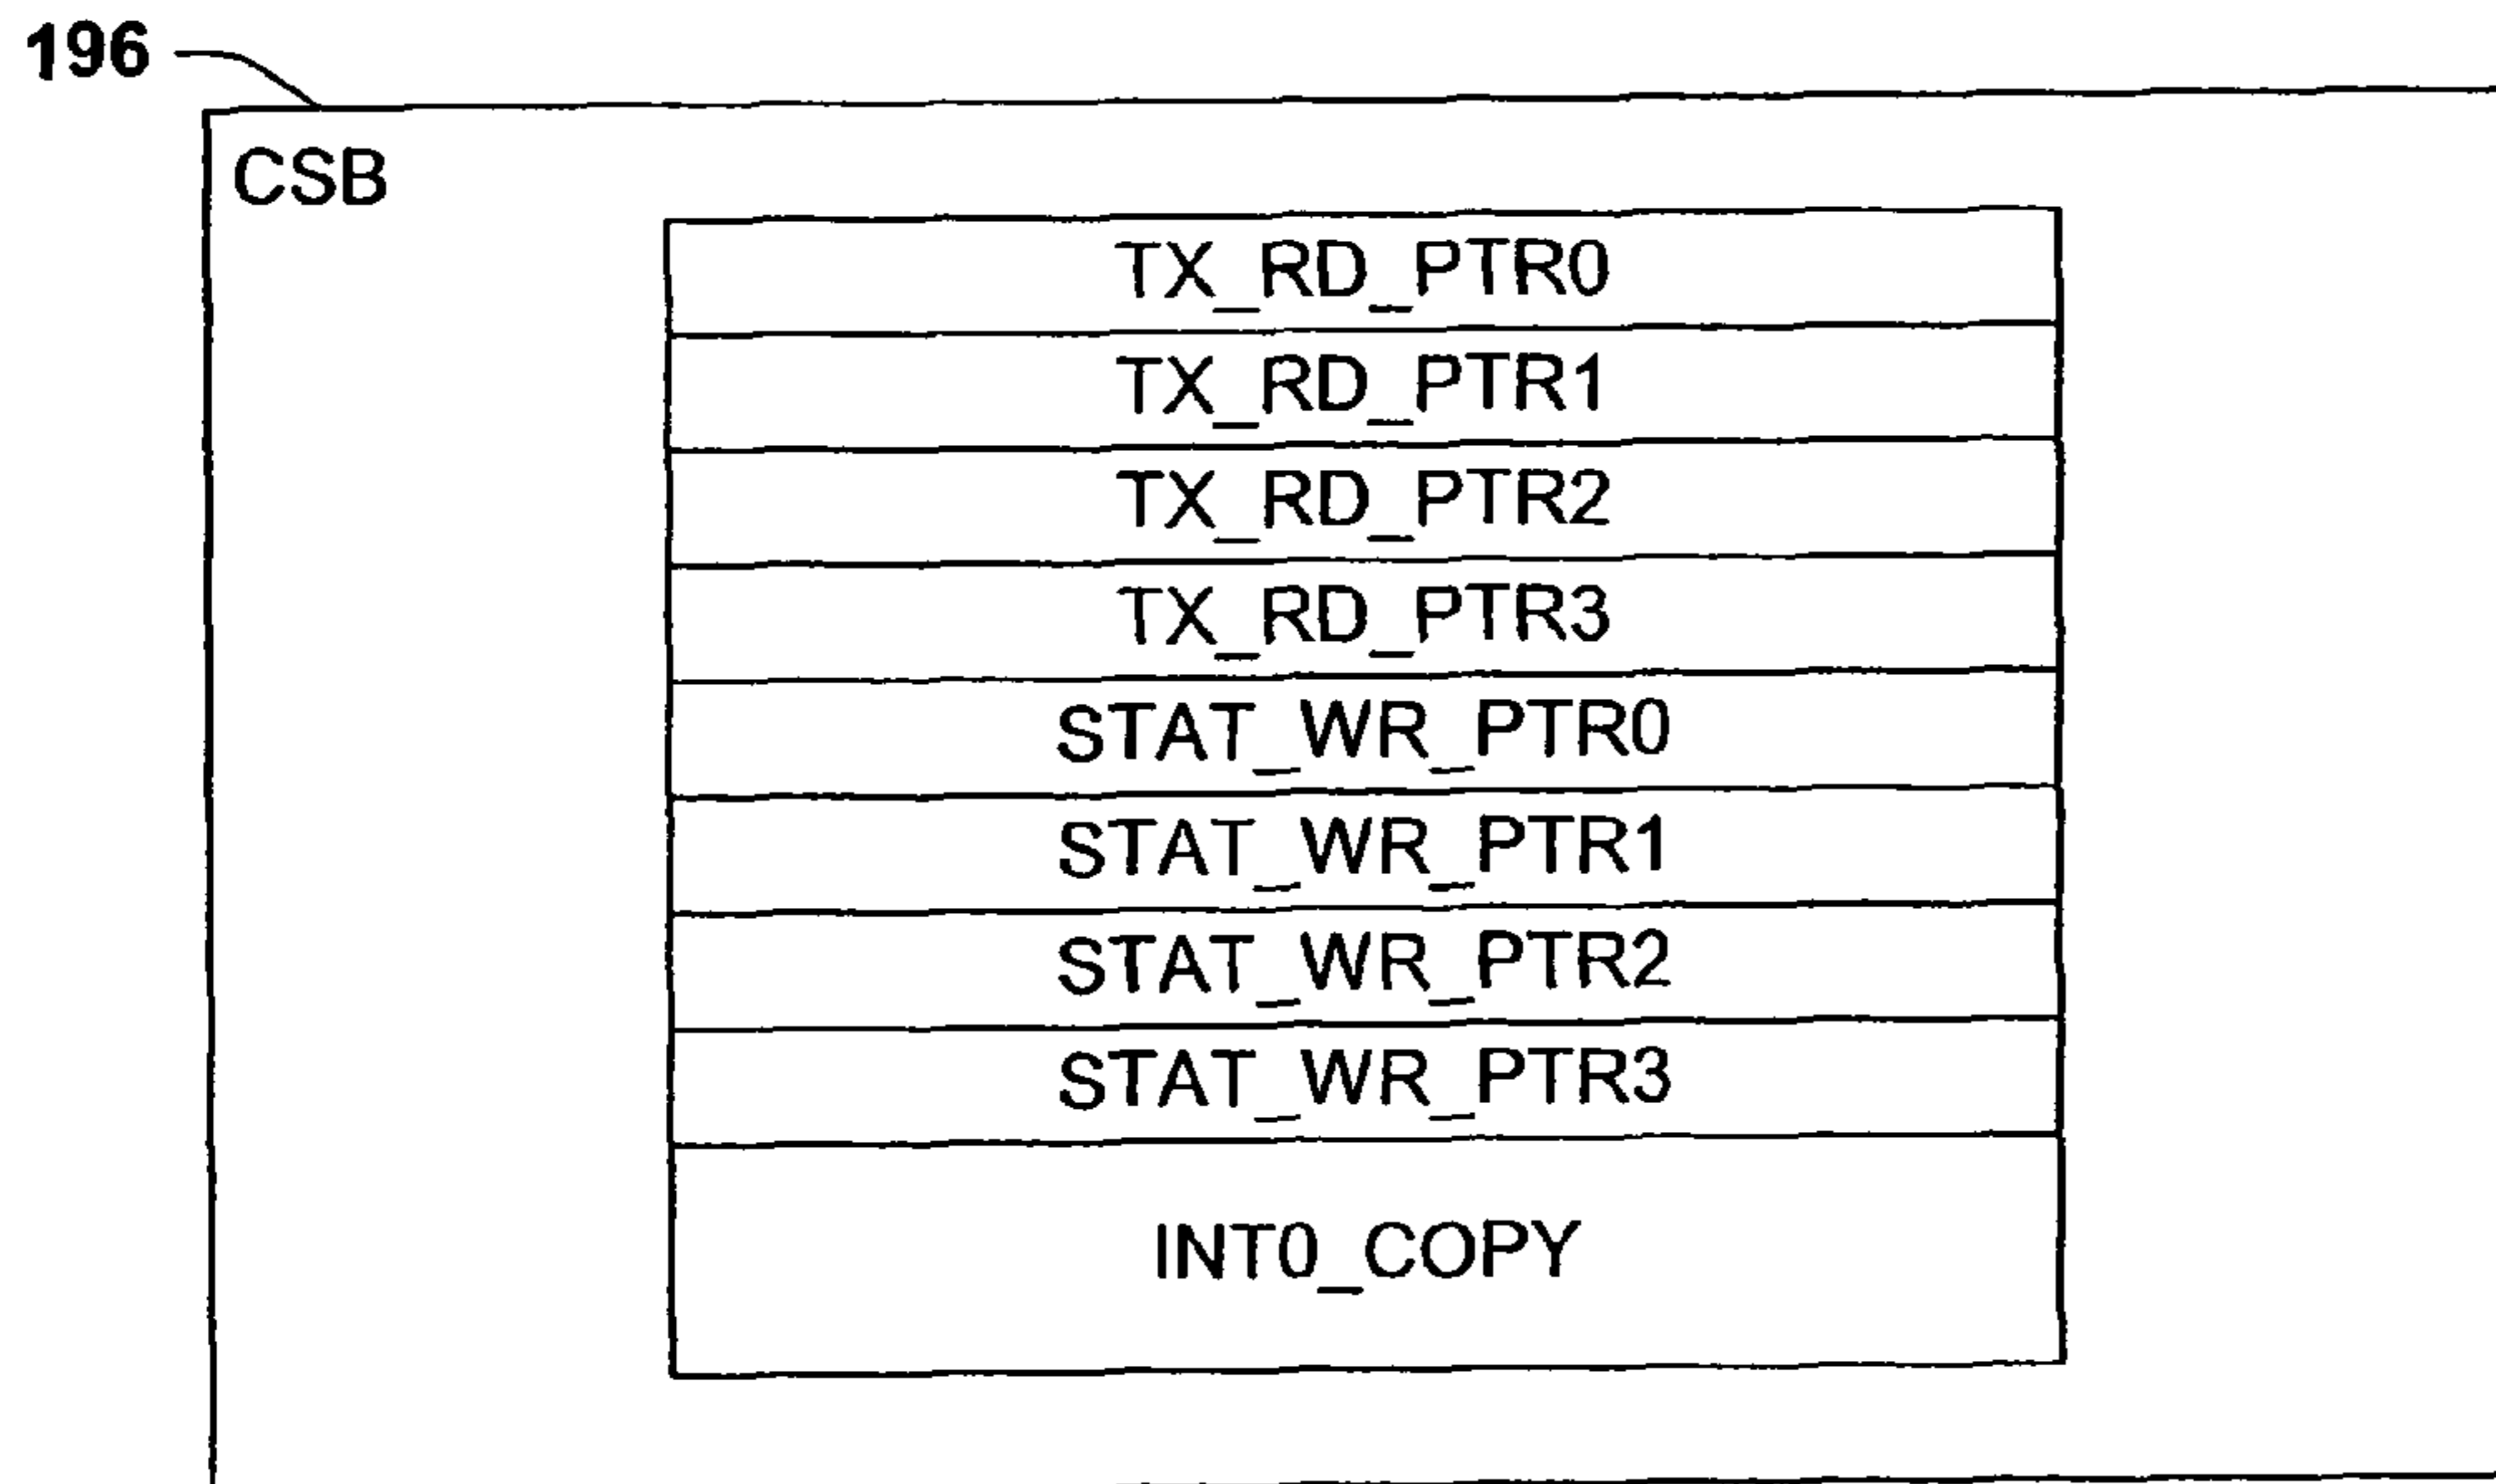 196
CSB
TX_RD_PTR0
TX_RD_PTR1
TX_RD_PTR2
TX_RD_PTR3
STAT_WR_PTR0
STAT_WR_PTR1
STAT_WR_PTR2
STAT_WR_PTR3
INT0_COPY